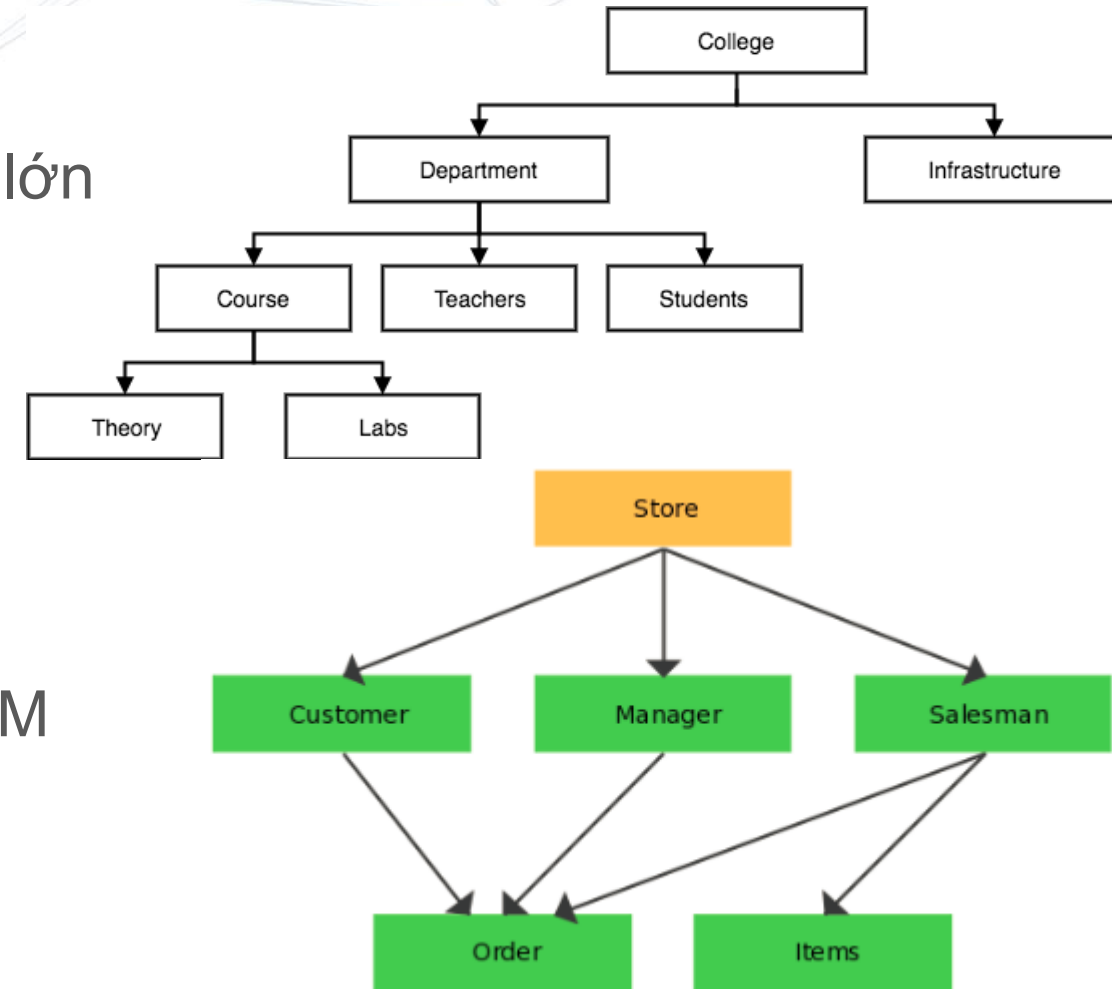 College
lớn
Department
Infrastructure
Course
Teachers
Students
Theory
Labs
Store
M
Customer
Manager
Salesman
Order
Items